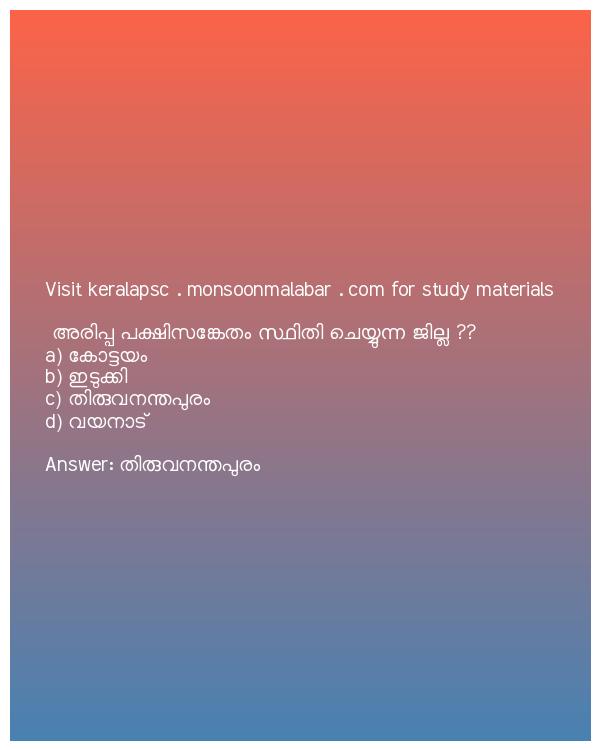 Visit keralapsc . monsoonmalabar . com for study materials
അരിപ്പ പക്ഷിസങ്കേതം സ്ഥിതി ചെയ്യുന്ന ജില്ല ??
a) കോട്ടയം
b) ഇടുക്കി
c) തിരുവനന്തപുരം
d) വയനാട്
Answer: തിരുവനന്തപുരം